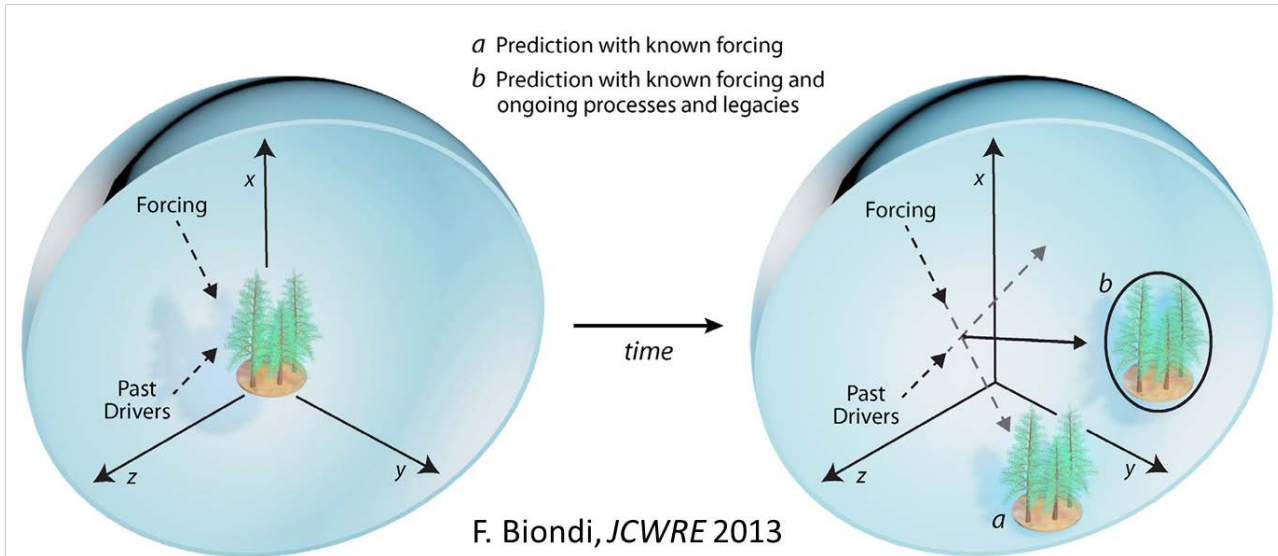 a Prediction with known forcing
b Prediction with known forcing and
ongoing processes and legacies
x
Forcing
Past
Drivers
z
y
time
x
Forcing
b
Past
Drivers
z
y
a
F. Biondi, JCWRE 2013